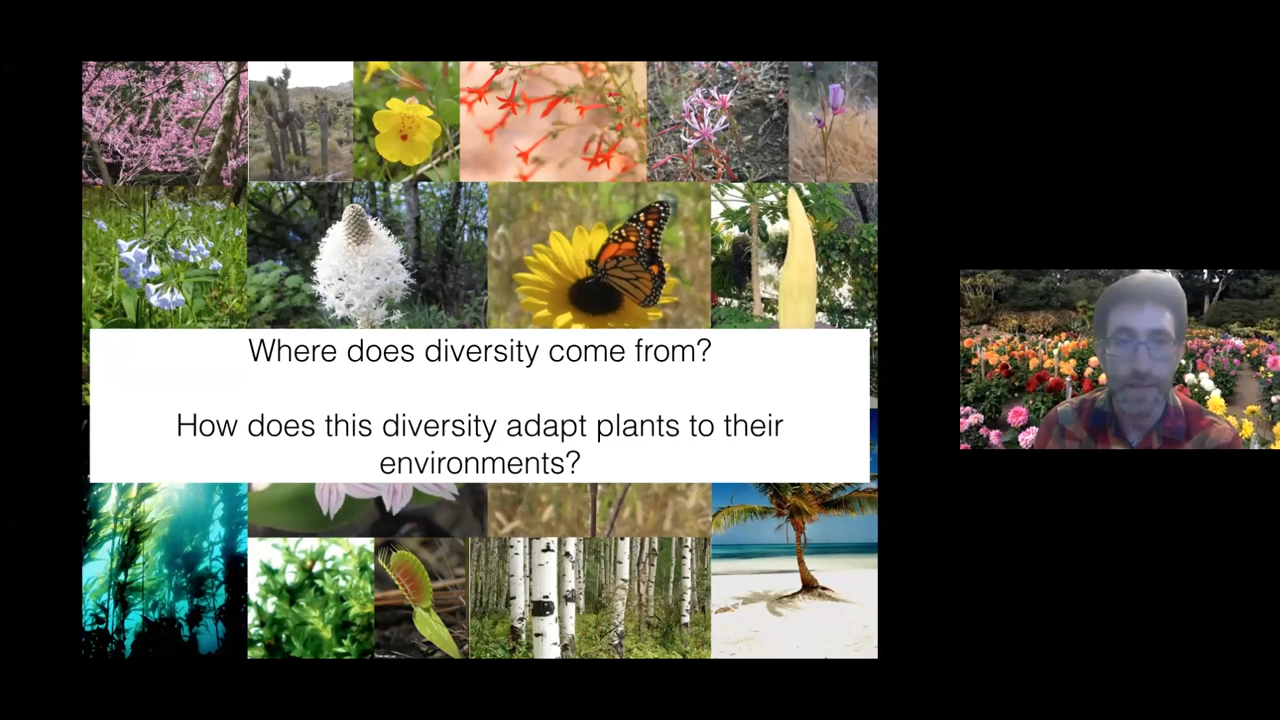 Where does diversity come from?
How does this diversity adapt plants to their
environments?